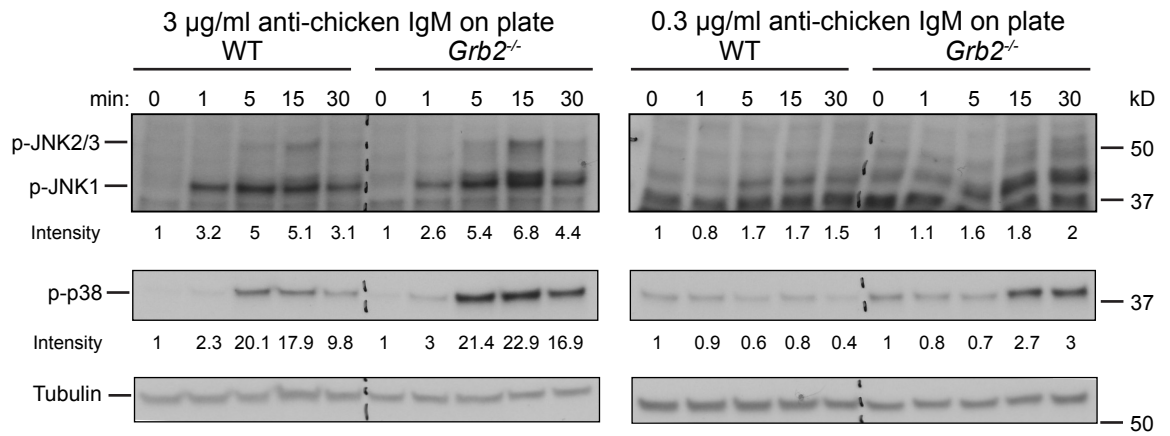 3 µg/ml anti-chicken IgM on plate 0.3 µg/ml anti-chicken IgM on plate
WT Grb2-/- WT Grb2-/-
min: 0 1 5 15 30 0 1 5 15 30 0 1 5 15 30 0 1 5 15 30 kD
p-JNK2/3 50
p-JNK1 37
Intensity 1 3.2 5 5.1 3.1 1 2.6 5.4 6.8 4.4 1 0.8 1.7 1.7 1.5 1 1.1 1.6 1.8 2
p-p38 37
Intensity 1 2.3 20.1 17.9 9.8 1 3 21.4 22.9 16.9 1 0.9 0.6 0.8 0.4 1 0.8 0.7 2.7 3
Tubulin
50